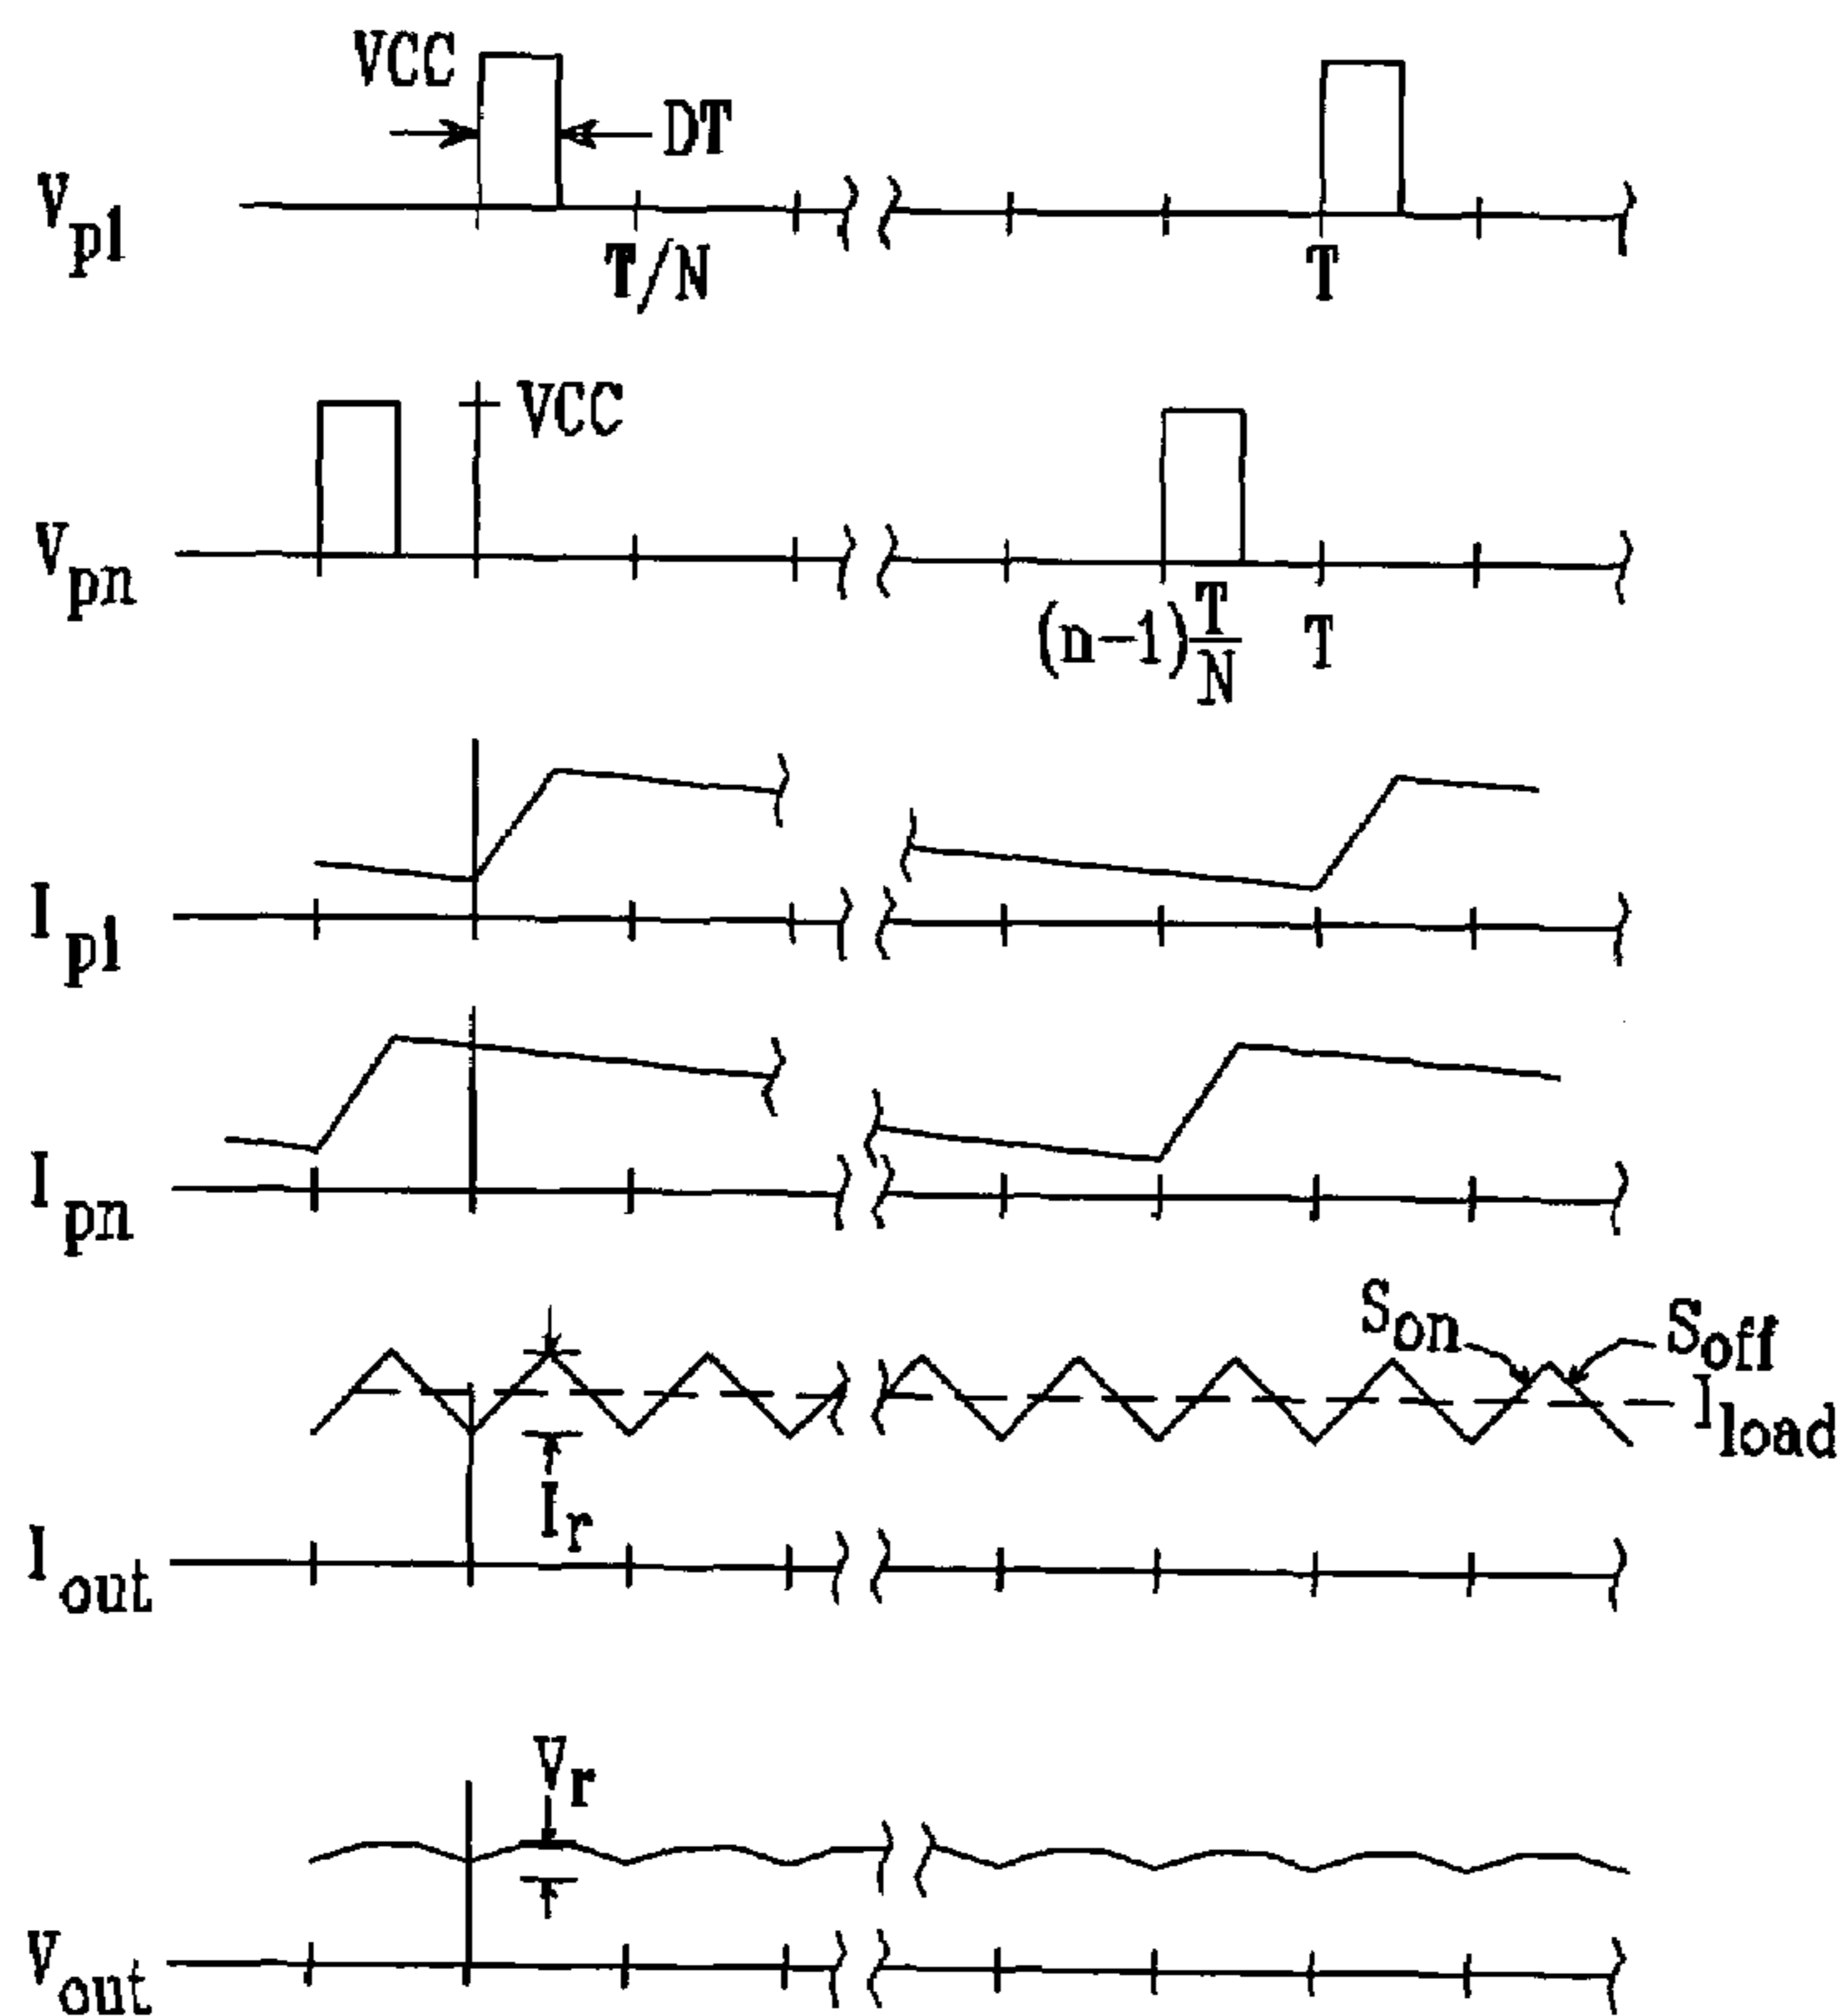 VCC
DT
Vp1
T/N
T
VCC
Vpn
(n-1)T/N
T
Ip1
Ipn
Son
Soff
Iload
Ir
Iout
Vr
Vout